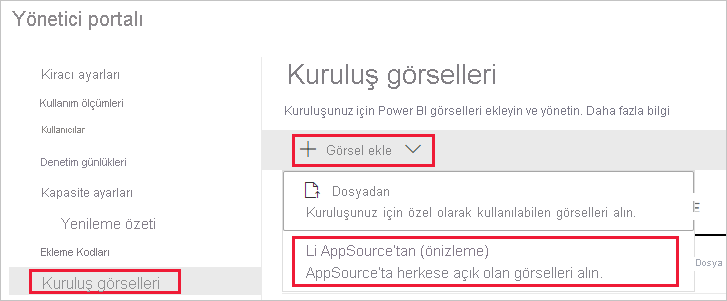 Yönetici portalı
Kiracı ayarları
Kullanım ölçümleri
Kullanıcılar
Denetim günlükleri
Kapasite ayarları
Yenileme özeti
Ekleme Kodları
Kuruluş görselleri
Kuruluş görselleri
Kuruluşunuz için Power BI görselleri ekleyin ve yönetin. Daha fazla bilgi
Görsel ekle
Dosyadan
Kuruluşunuz için özel olarak kullanılabilen görselleri alın.
Li AppSource'tan (önizleme)
AppSource'ta herkese açık olan görselleri alın.
Dosya